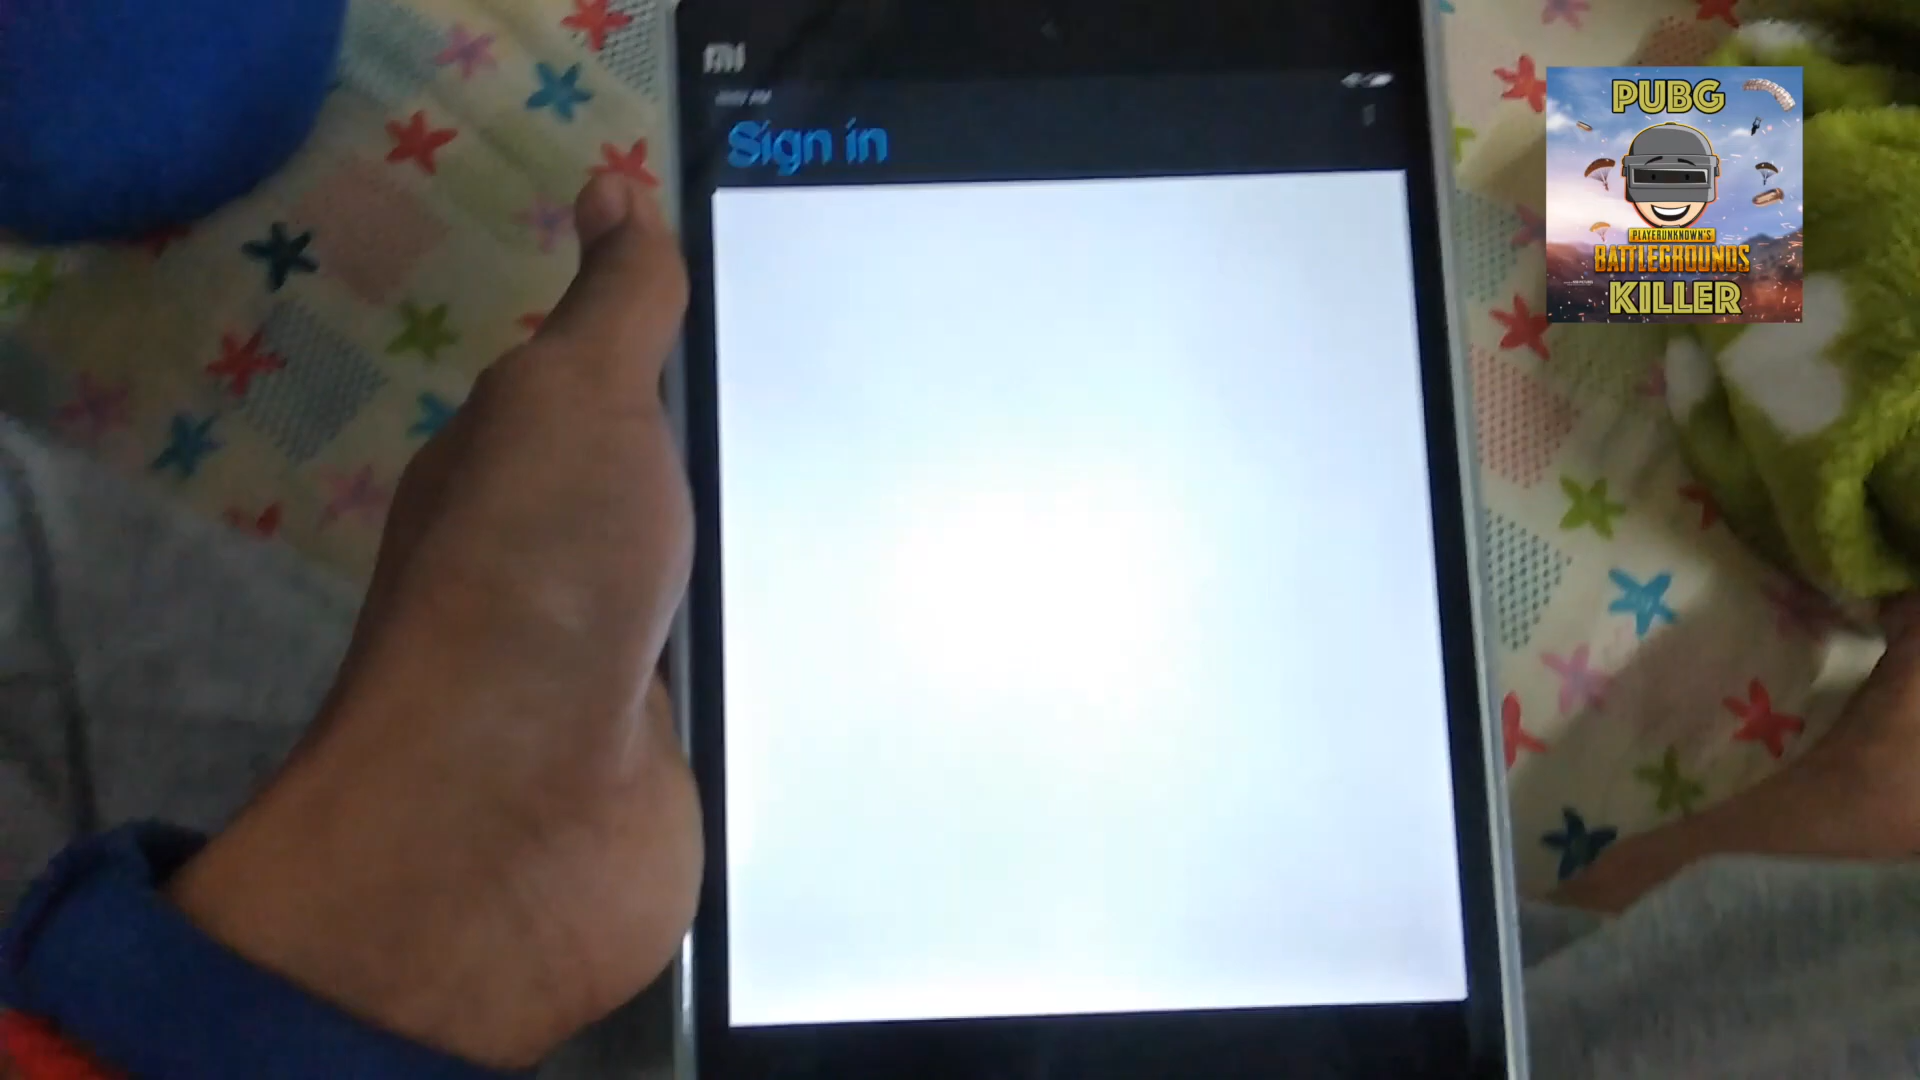 MI
Sign in
PUBG
PLAYERUNKNOWN'S
BATTLEGROUNDS
KILLER